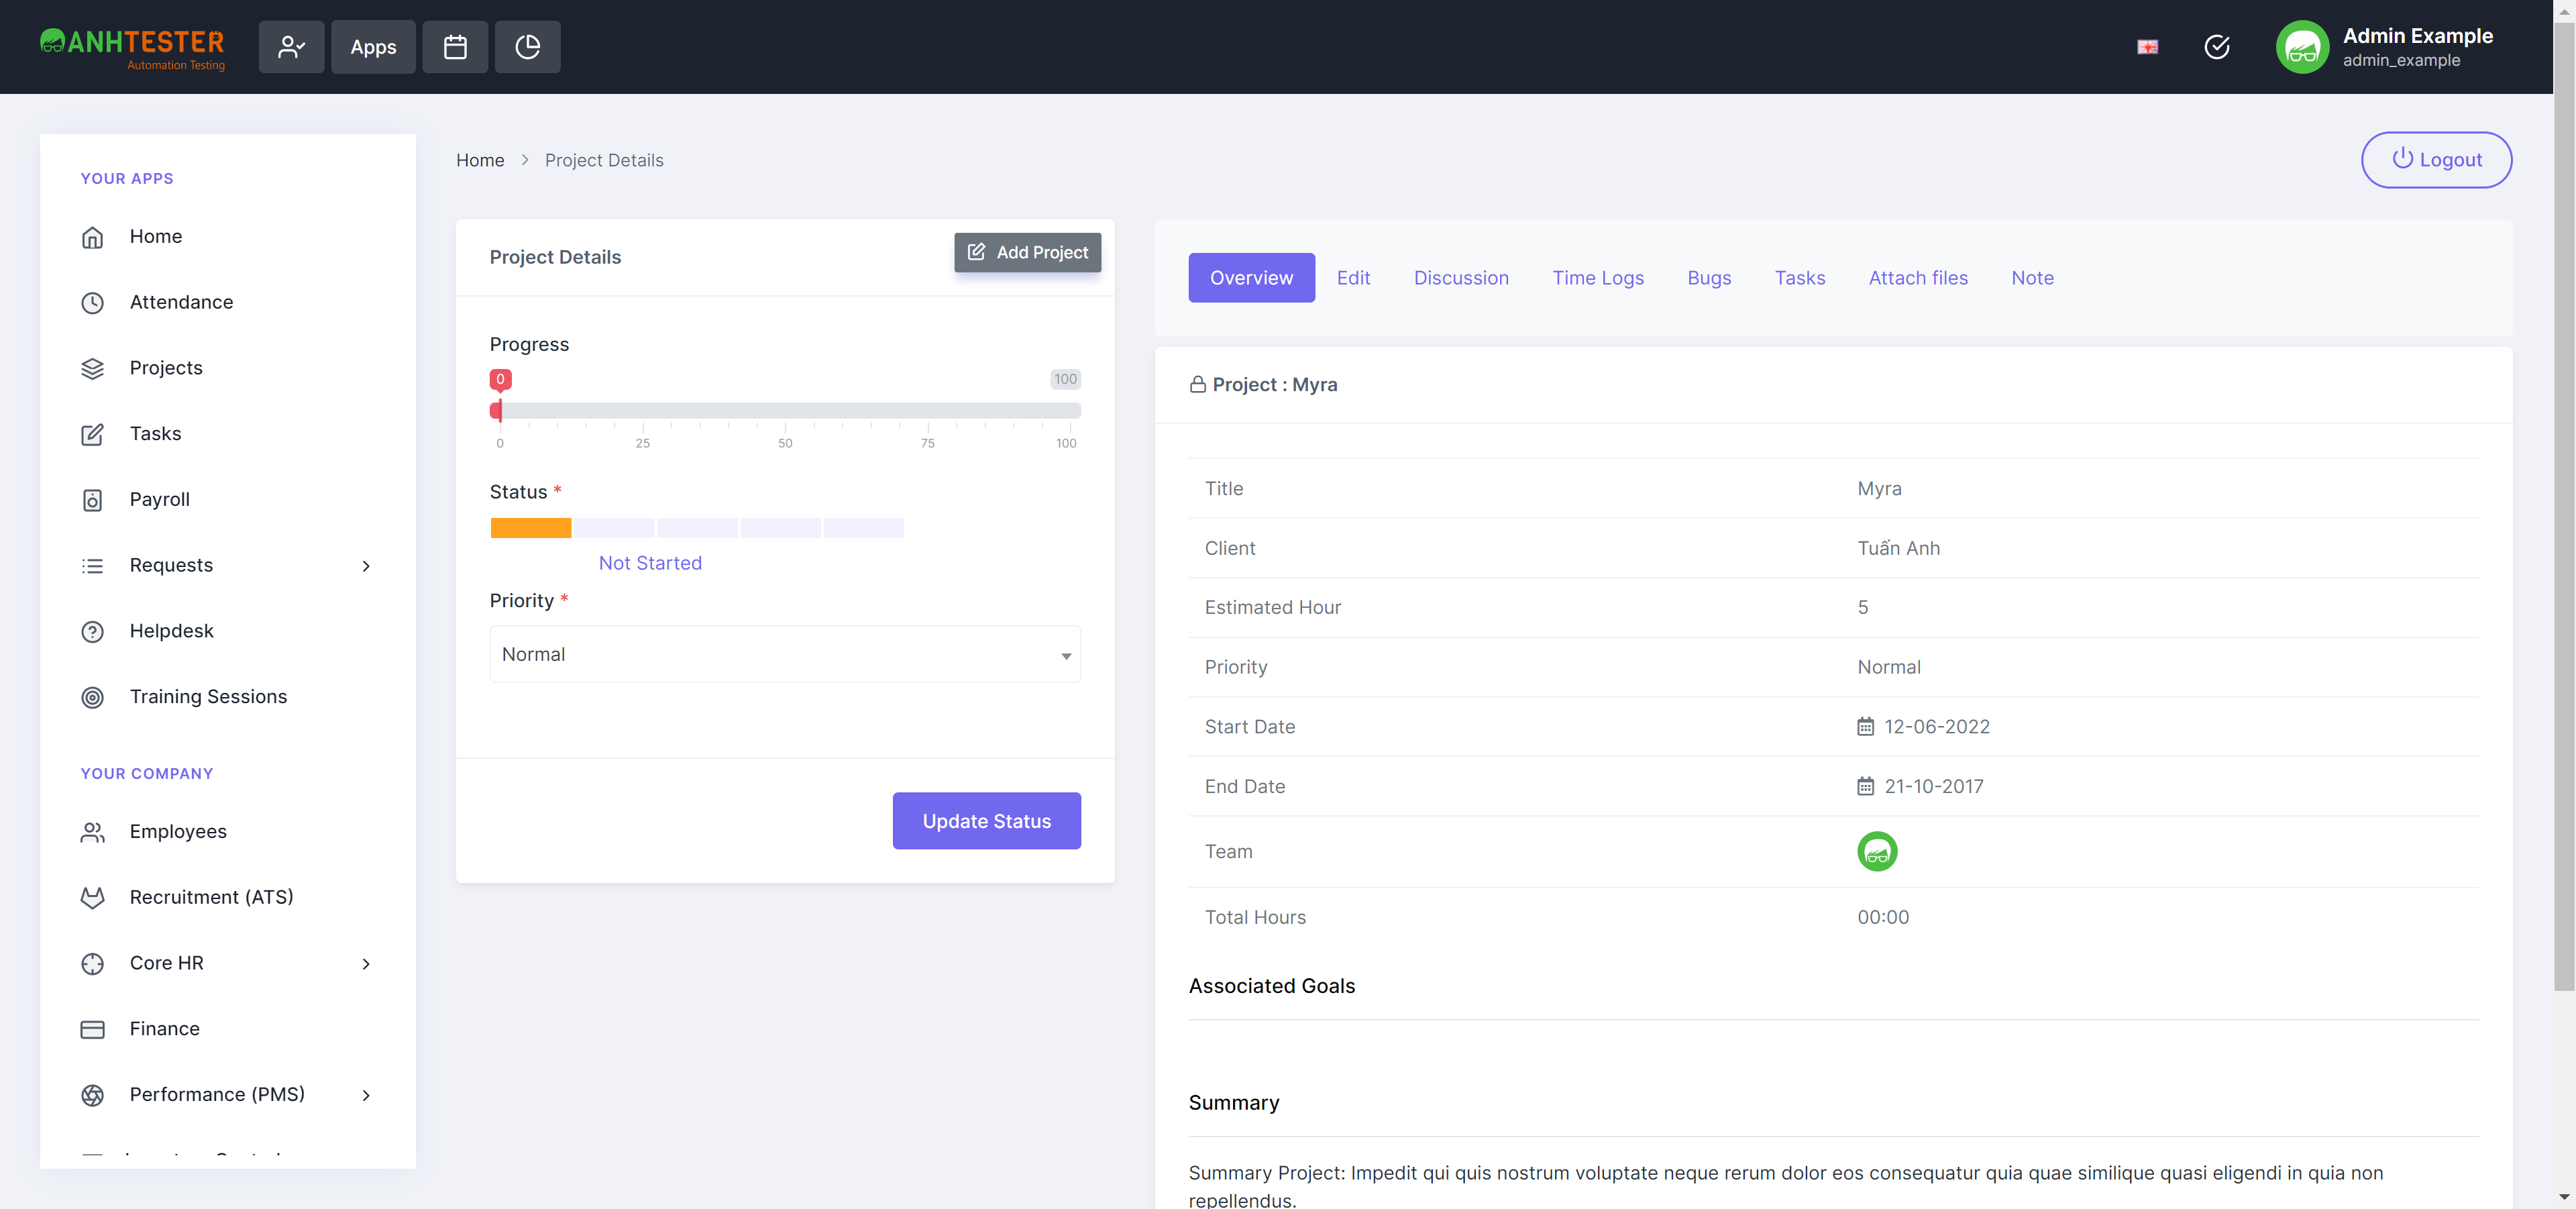 ANHTESTER
Automation Testing
Apps
Admin Example
admin_example
YOUR APPS
Home
Attendance
Projects
Tasks
Payroll
Requests
Helpdesk
Training Sessions
YOUR COMPANY
Employees
Recruitment (ATS)
Core HR
Finance
Performance (PMS)
Home > Project Details
Logout
Project Details
Add Project
Progress
0 100
0 25 50 75 100
Status *
Not Started
Priority *
Normal
Update Status
Overview Edit Discussion Time Logs Bugs Tasks Attach files Note
Project : Myra
Title Myra
Client Tuấn Anh
Estimated Hour 5
Priority Normal
Start Date 12-06-2022
End Date 21-10-2017
Team
Total Hours 00:00
Associated Goals
Summary
Summary Project: Impedit qui quis nostrum voluptate neque rerum dolor eos consequatur quia quae similique quasi eligendi in quia non
repellendus.